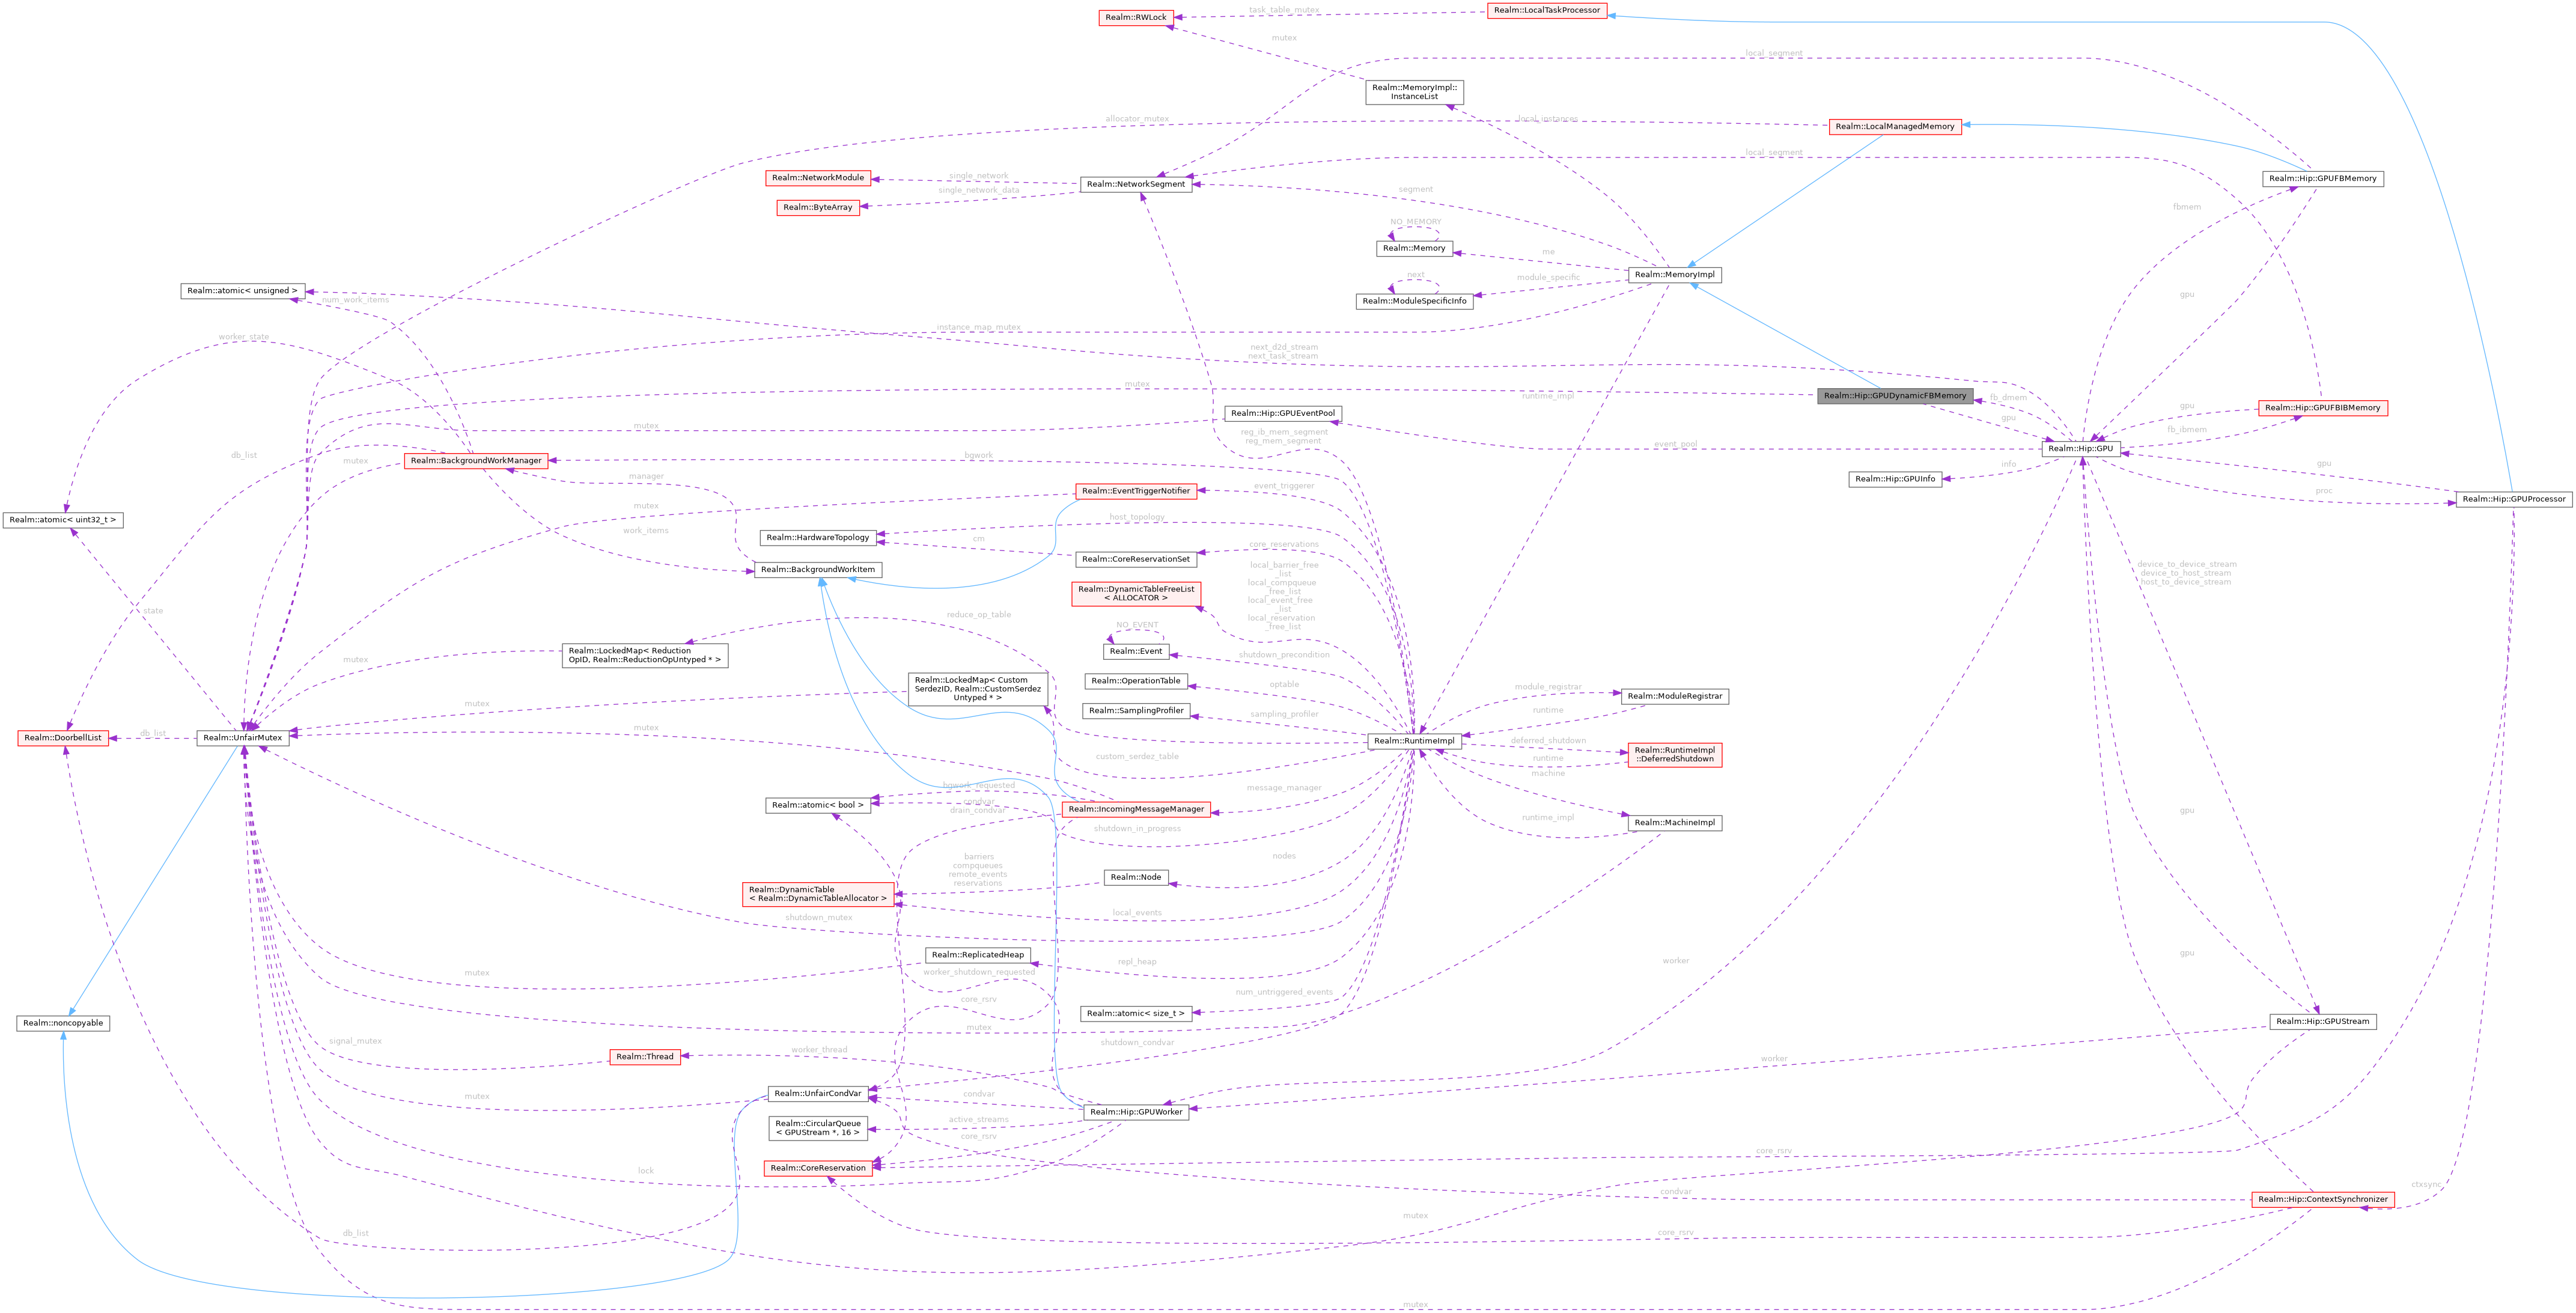 Realm::RWLock
task_table_mutex
Realm::LocalTaskProcessor
mutex
local_segment
Realm::MemoryImpl::
InstanceList
allocator_mutex
local_instances
Realm::LocalManagedMemory
local_segment
Realm::NetworkModule
single_network
Realm::NetworkSegment
segment
Realm::Hip::GPUFBMemory
single_network_data
Realm::ByteArray
fbmem
NO_MEMORY
Realm::Memory
me
Realm::MemoryImpl
next
module_specific
Realm::atomic< unsigned >
num_work_items
Realm::ModuleSpecificInfo
gpu
instance_map_mutex
worker_state
next_d2d_stream
next_task_stream
mutex
runtime_impl
Realm::Hip::GPUDynamicFBMemory
fb_dmem
gpu
gpu
Realm::Hip::GPUFBIBMemory
Realm::Hip::GPUEventPool
mutex
reg_ib_mem_segment
reg_mem_segment
event_pool
fb_ibmem
Realm::Hip::GPU
db_list
mutex
Realm::BackgroundWorkManager
bgwork
info
gpu
manager
Realm::Hip::GPUInfo
Realm::EventTriggerNotifier
event_triggerer
proc
Realm::Hip::GPUProcessor
mutex
Realm::atomic< uint32_t >
work_items
host_topology
Realm::HardwareTopology
cm
core_reservations
Realm::CoreReservationSet
Realm::BackgroundWorkItem
local_barrier_free
_list
local_compqueue
_free_list
local_event_free
_list
local_reservation
_free_list
device_to_device_stream
device_to_host_stream
host_to_device_stream
Realm::DynamicTableFreeList
< ALLOCATOR >
state
reduce_op_table
NO_EVENT
Realm::Event
shutdown_precondition
Realm::LockedMap< Reduction
OpID, Realm::ReductionOpUntyped * >
mutex
Realm::LockedMap< Custom
SerdezID, Realm::CustomSerdez
Untyped * >
mutex
Realm::OperationTable
optable
module_registrar
Realm::ModuleRegistrar
Realm::SamplingProfiler
sampling_profiler
runtime
Realm::DoorbellList
db_list
Realm::UnfairMutex
mutex
Realm::RuntimeImpl
deferred_shutdown
Realm::RuntimeImpl
::DeferredShutdown
custom_serdez_table
runtime
machine
bgwork_requested
message_manager
Realm::atomic< bool >
condvar
drain_condvar
Realm::IncomingMessageManager
runtime_impl
Realm::MachineImpl
gpu
shutdown_in_progress
barriers
compqueues
remote_events
reservations
nodes
Realm::Node
Realm::DynamicTable
< Realm::DynamicTableAllocator >
local_events
shutdown_mutex
Realm::ReplicatedHeap
repl_heap
worker
gpu
mutex
worker_shutdown_requested
num_untriggered_events
core_rsrv
Realm::atomic< size_t >
Realm::noncopyable
mutex
Realm::Hip::GPUStream
signal_mutex
shutdown_condvar
Realm::Thread
worker_thread
worker
mutex
Realm::UnfairCondVar
condvar
Realm::Hip::GPUWorker
active_streams
Realm::CircularQueue
< GPUStream *, 16 >
core_rsrv
core_rsrv
lock
Realm::CoreReservation
ctxsync
condvar
Realm::Hip::ContextSynchronizer
mutex
db_list
core_rsrv
mutex